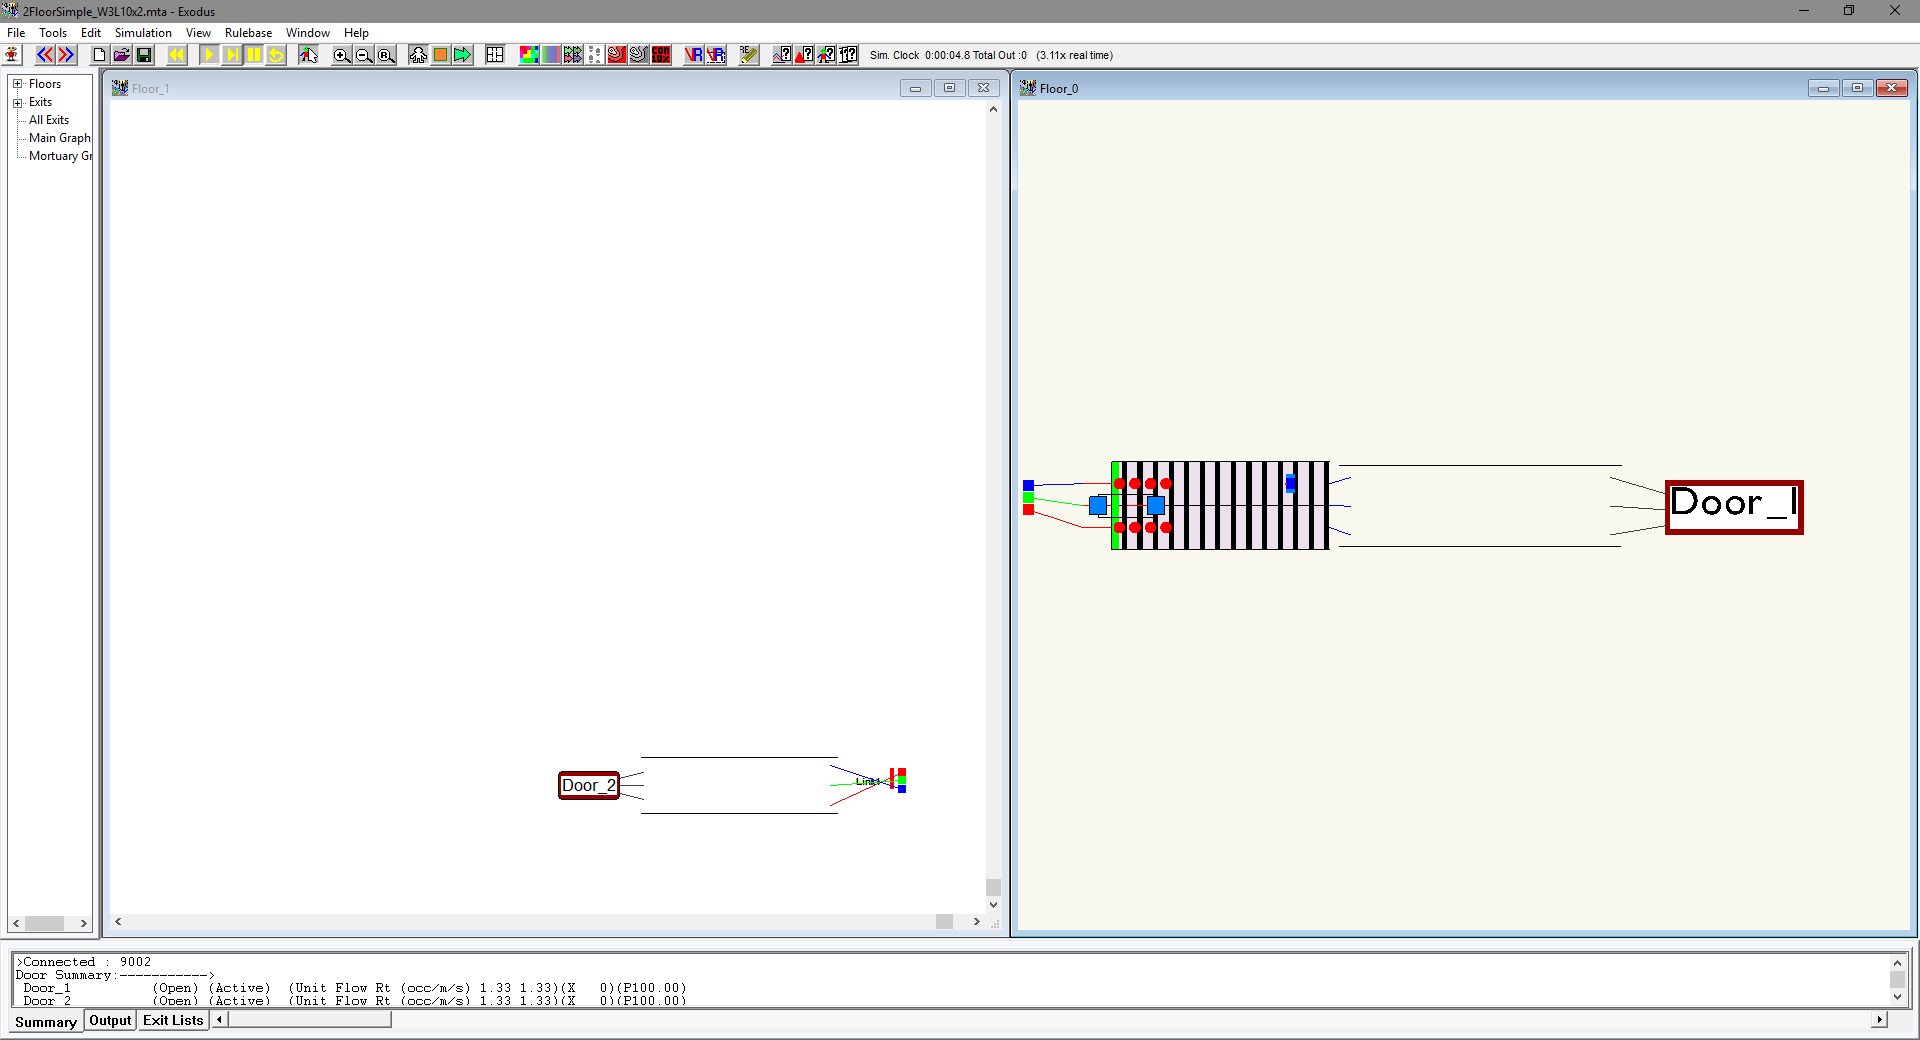 2FloorSimple_W3L10x2.mta - Exodus
File Tools Edit Simulation View Rulebase Window Help
Sim. Clock 0:00:04.8 Total Out :0 (3.11x real time)
Floors
Exits
All Exits
Main Graph
Mortuary Gr
Floor_1
Door_2
Link1
Floor_0
Door_1
>Connected : 9002
Door Summary:----------->
Door_1 (Open) (Active) (Unit Flow Rt (occ/m/s) 1.33 1.33)(X 0)(P100.00)
Door_2 (Open) (Active) (Unit Flow Rt (occ/m/s) 1.33 1.33)(X 0)(P100.00)
Summary Output Exit Lists